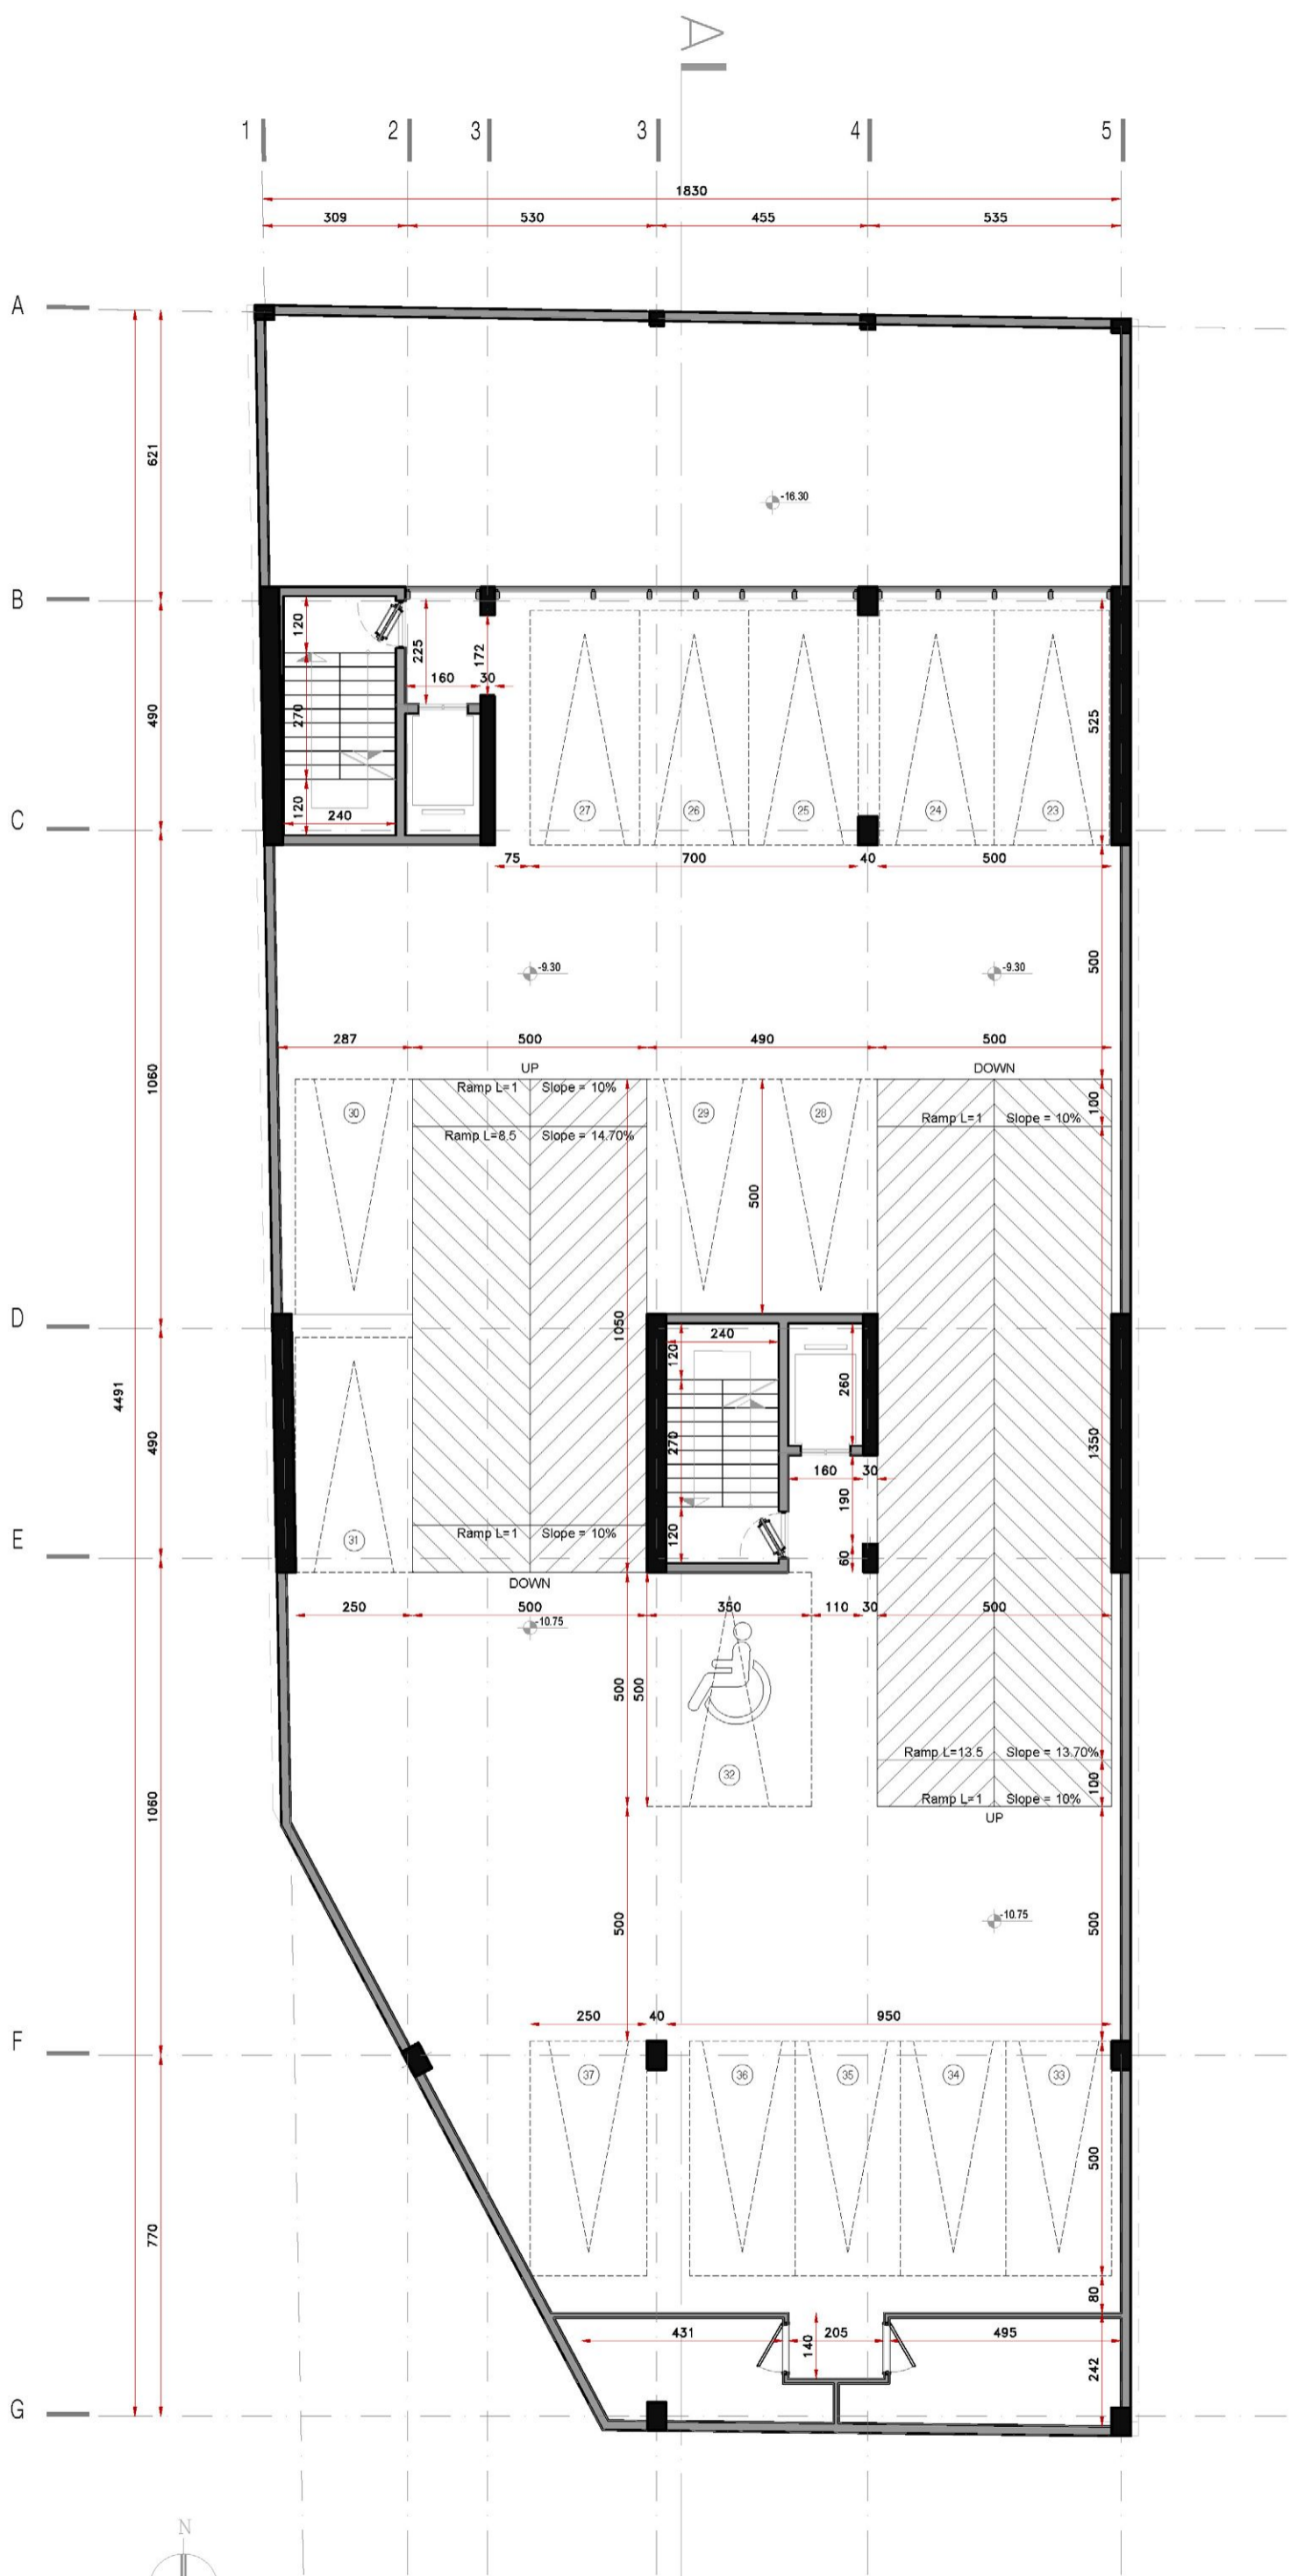 A
1 2 3 3 4 5
1830
309 530 455 535
A
621
-16.30
B
120
225
172
160 30
490
270
525
27 26 25 24 23
120
240
C
75 700 40 500
-9.30 -9.30
500
287 500 490 500
UP DOWN
Ramp L=1 Slope = 10%
30 29 28
100
Ramp L=1 Slope = 10%
Ramp L=8.5 Slope = 14.70%
1060
500
D
1050
120
240
260
4491
490
270
1350
160 30
190
120
60
Ramp L=1 Slope = 10%
31
E
DOWN
250 500 350 110 30 500
-10.75
500 500
32
Ramp L=13.5 Slope = 13.70%
100
Ramp L=1 Slope = 10%
UP
1060
500
-10.75
500
250 40 950
F
37 36 35 34 33
500
770
80
431 205 495
140
242
G
N